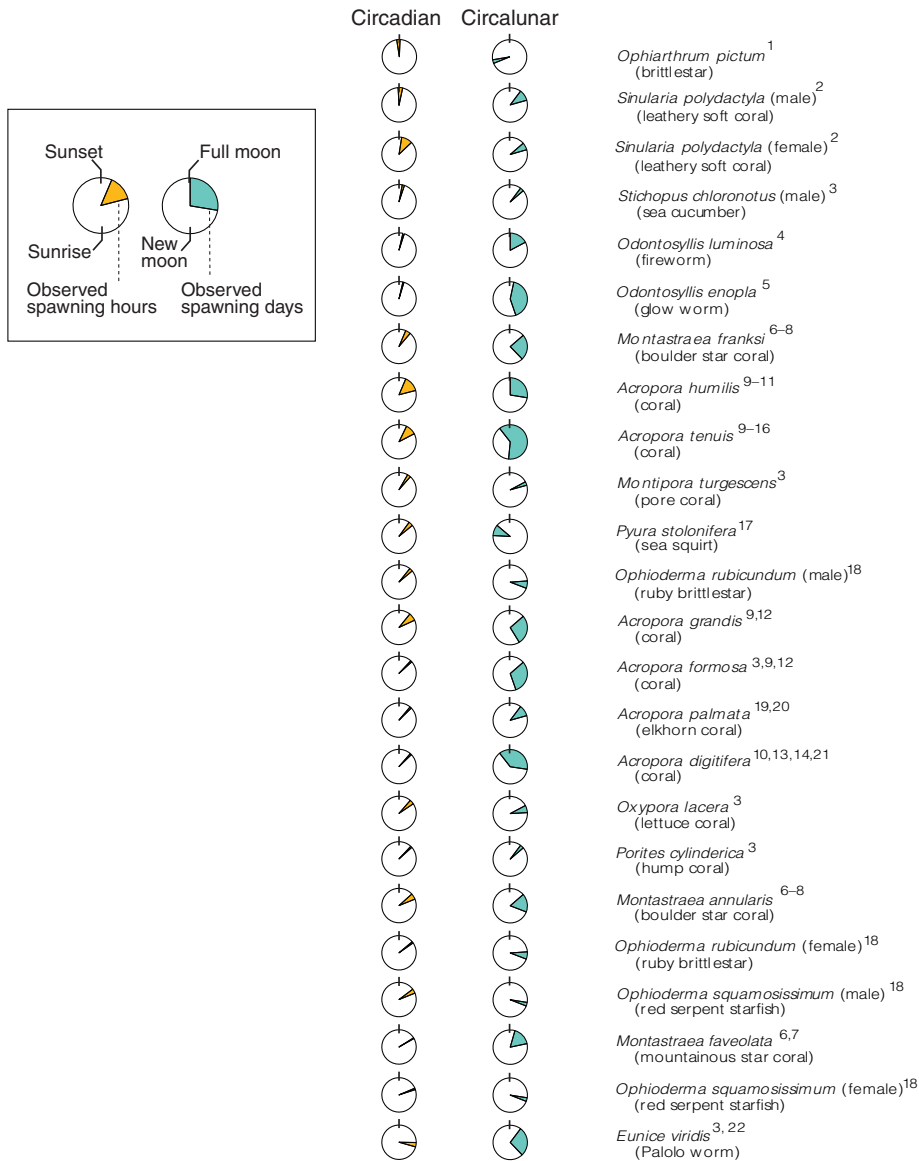 Circadian Circalunar
Sunset
Full moon
Sunrise
New
moon
Observed
spawning hours
Observed
spawning days
Ophiarthrum pictum 1
(brittlestar)
Sinularia polydactyla (male) 2
(leathery soft coral)
Sinularia polydactyla (female) 2
(leathery soft coral)
Stichopus chloronotus (male) 3
(sea cucumber)
Odontosyllis luminosa 4
(fireworm)
Odontosyllis enopla 5
(glow worm)
Montastraea franksi 6–8
(boulder star coral)
Acropora humilis 9–11
(coral)
Acropora tenuis 9–16
(coral)
Montipora turgescens 3
(pore coral)
Pyura stolonifera 17
(sea squirt)
Ophioderma rubicundum (male) 18
(ruby brittlestar)
Acropora grandis 9,12
(coral)
Acropora formosa 3,9,12
(coral)
Acropora palmata 19,20
(elkhorn coral)
Acropora digitifera 10,13,14,21
(coral)
Oxypora lacera 3
(lettuce coral)
Porites cylinderica 3
(hump coral)
Montastraea annularis 6–8
(boulder star coral)
Ophioderma rubicundum (female) 18
(ruby brittlestar)
Ophioderma squamosissimum (male) 18
(red serpent starfish)
Montastraea faveolata 6,7
(mountainous star coral)
Ophioderma squamosissimum (female) 18
(red serpent starfish)
Eunice viridis 3, 22
(Palolo worm)